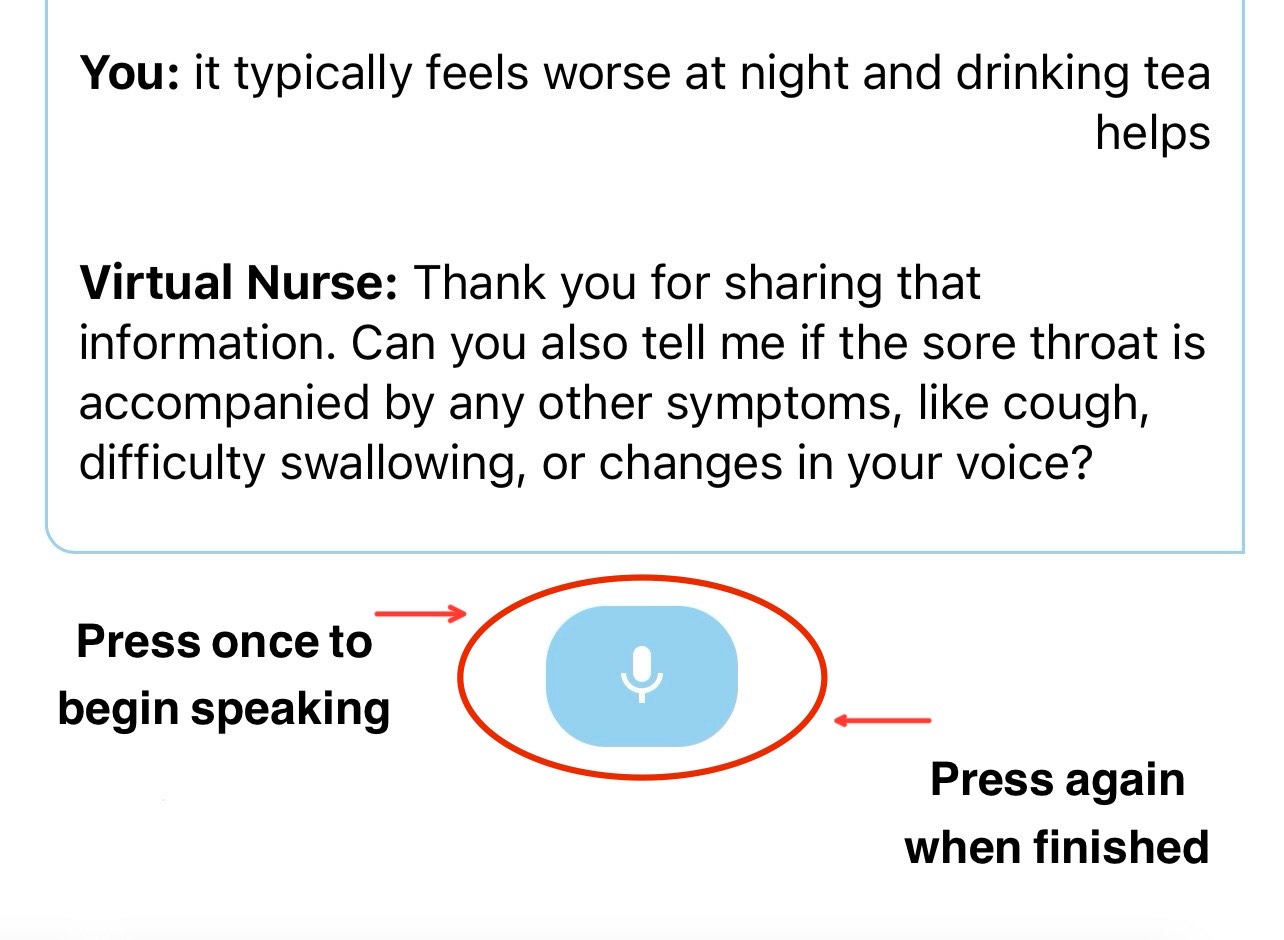 You: it typically feels worse at night and drinking tea
helps
Virtual Nurse: Thank you for sharing that
information. Can you also tell me if the sore throat is
accompanied by any other symptoms, like cough,
difficulty swallowing, or changes in your voice?
Press once to
begin speaking
Press again
when finished